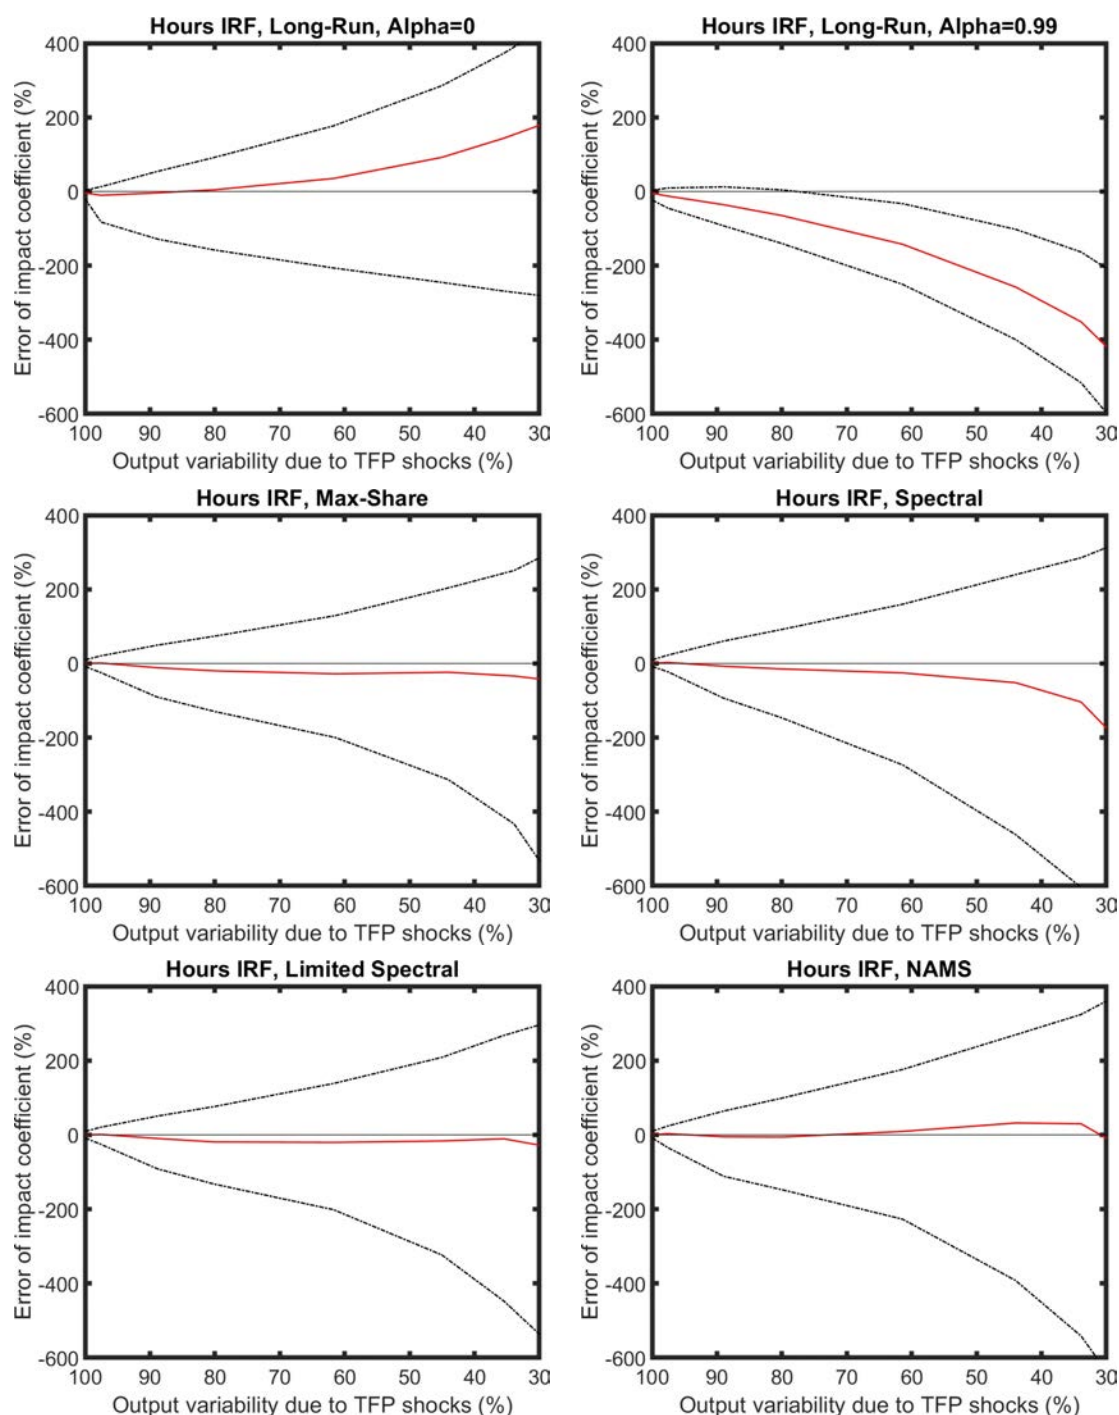 Hours IRF, Long-Run, Alpha=0
Error of impact coefficient (%)
400
200
0
-200
-400
-600
100 90 80 70 60 50 40 30
Output variability due to TFP shocks (%)
Hours IRF, Long-Run, Alpha=0.99
Error of impact coefficient (%)
400
200
0
-200
-400
-600
100 90 80 70 60 50 40 30
Output variability due to TFP shocks (%)
Hours IRF, Max-Share
Error of impact coefficient (%)
400
200
0
-200
-400
-600
100 90 80 70 60 50 40 30
Output variability due to TFP shocks (%)
Hours IRF, Spectral
Error of impact coefficient (%)
400
200
0
-200
-400
-600
100 90 80 70 60 50 40 30
Output variability due to TFP shocks (%)
Hours IRF, Limited Spectral
Error of impact coefficient (%)
400
200
0
-200
-400
-600
100 90 80 70 60 50 40 30
Output variability due to TFP shocks (%)
Hours IRF, NAMS
Error of impact coefficient (%)
400
200
0
-200
-400
-600
100 90 80 70 60 50 40 30
Output variability due to TFP shocks (%)